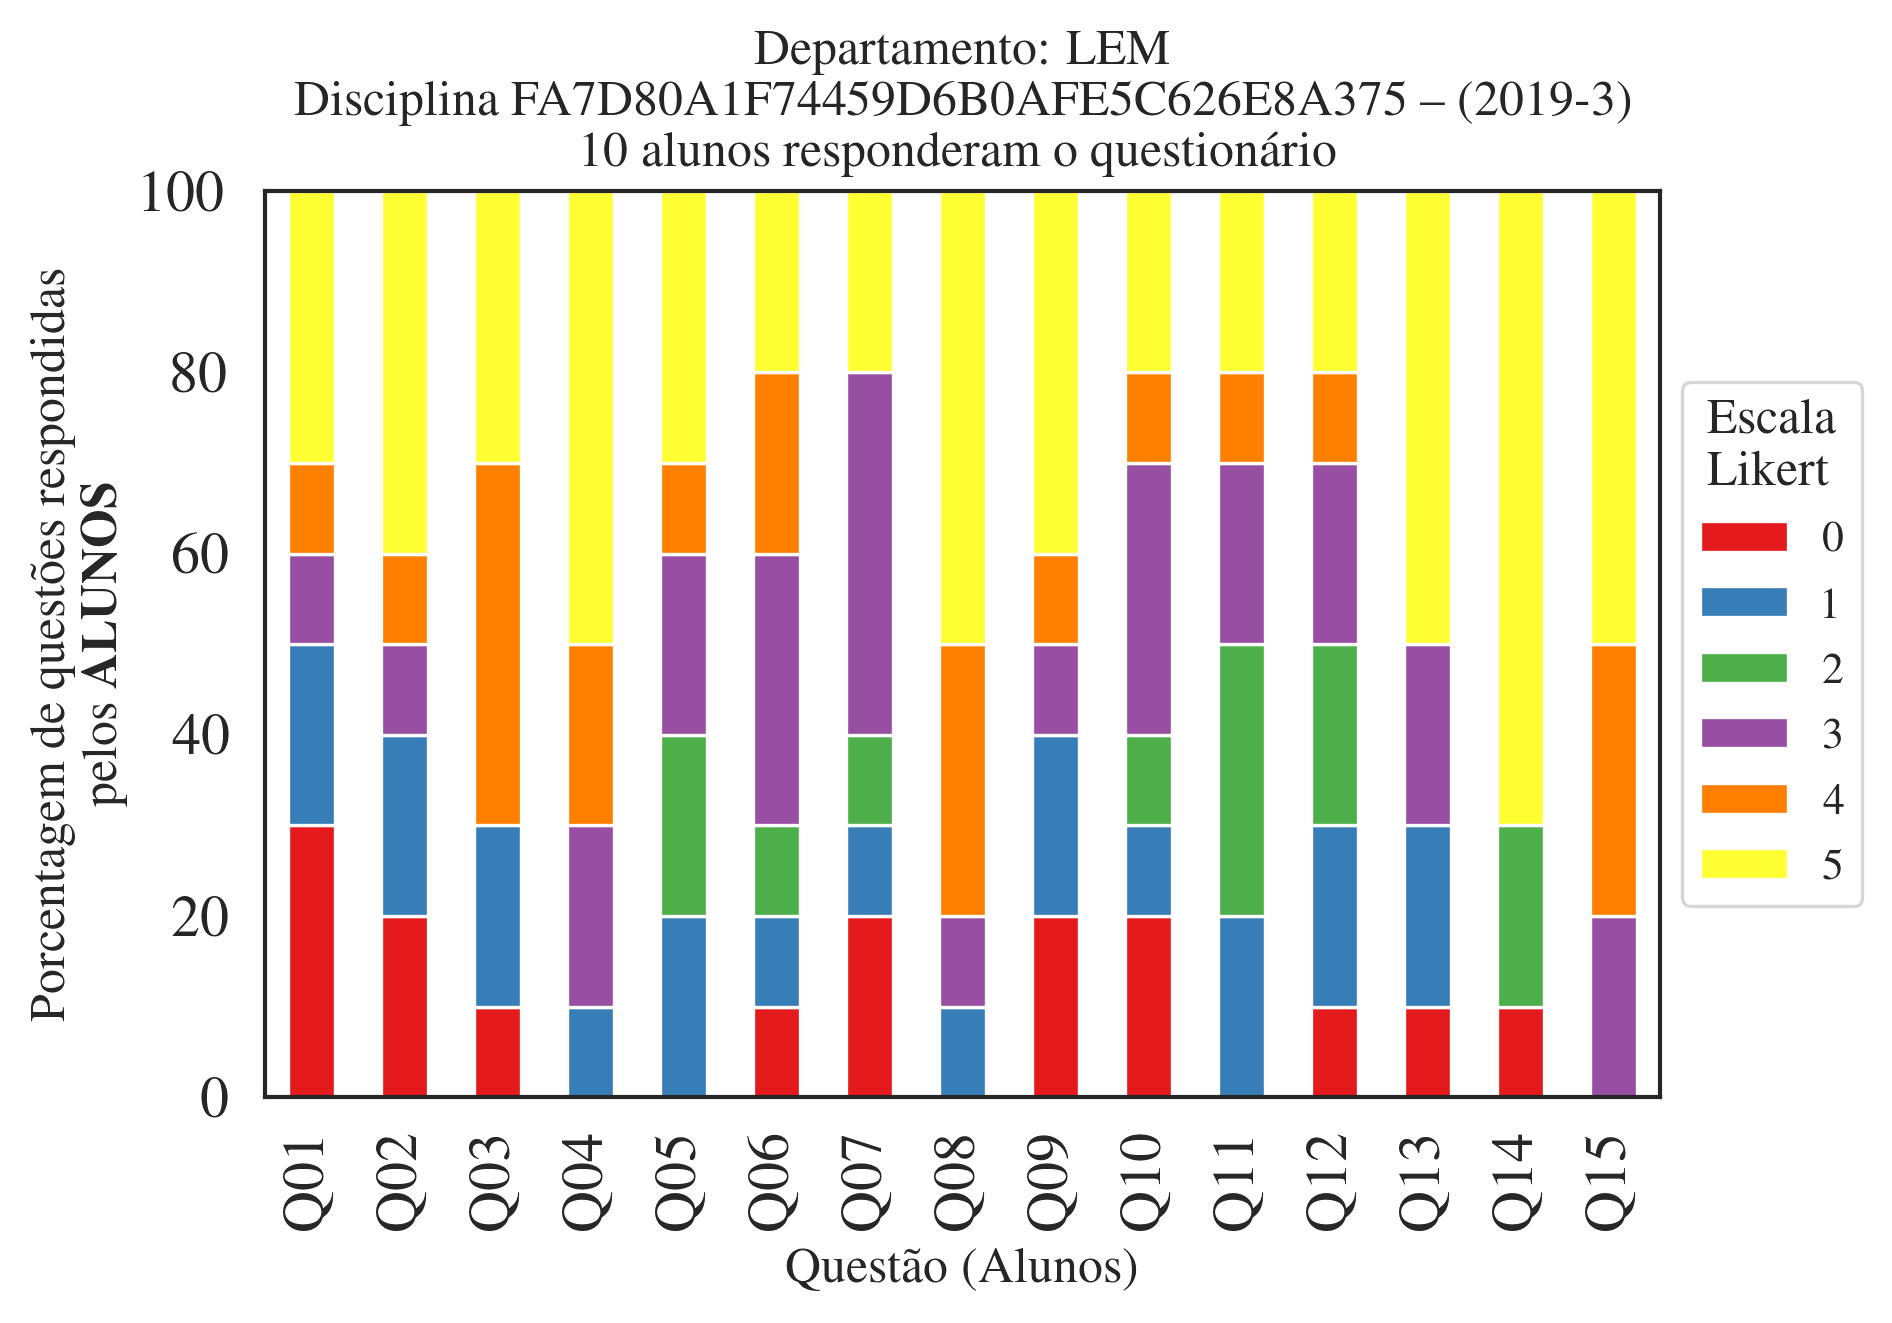 Departamento: LEM
Disciplina FA7D80A1F74459D6B0AFE5C626E8A375 – (2019-3)
10 alunos responderam o questionário
Porcentagem de questões respondidas
pelos ALUNOS
100
80
60
40
20
0
Q01
Q02
Q03
Q04
Q05
Q06
Q07
Q08
Q09
Q10
Q11
Q12
Q13
Q14
Q15
Questão (Alunos)
Escala
Likert
0
1
2
3
4
5